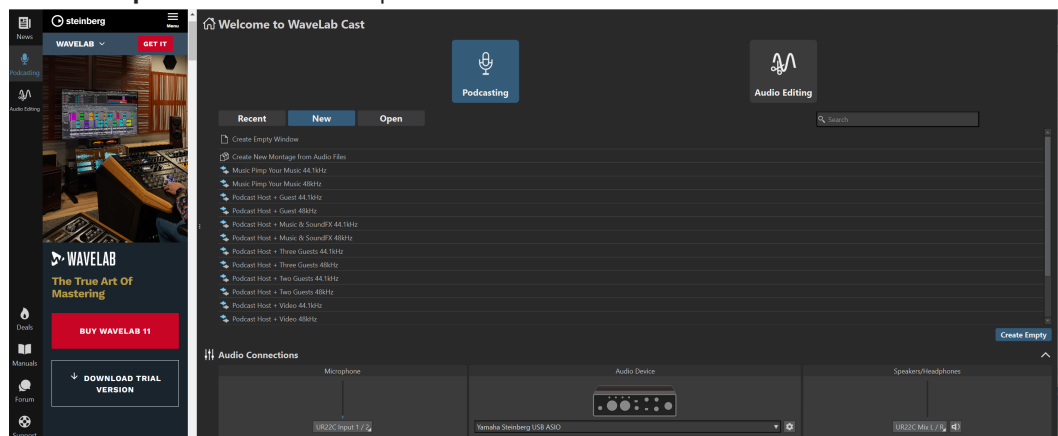 News
Podcasting
Audio Editing
Deals
Manuals
Forum
Support
steinberg
Menu
WAVELAB
GET IT
WAVELAB
The True Art Of
Mastering
BUY WAVELAB 11
DOWNLOAD TRIAL
VERSION
Welcome to WaveLab Cast
Podcasting
Audio Editing
Recent New Open
Search
Create Empty Window
Create New Montage from Audio Files
Music Pimp Your Music 44.1kHz
Music Pimp Your Music 48kHz
Podcast Host + Guest 44.1kHz
Podcast Host + Guest 48kHz
Podcast Host + Music & SoundFX 44.1kHz
Podcast Host + Music & SoundFX 48kHz
Podcast Host + Three Guests 44.1kHz
Podcast Host + Three Guests 48kHz
Podcast Host + Two Guests 44.1kHz
Podcast Host + Two Guests 48kHz
Podcast Host + Video 44.1kHz
Podcast Host + Video 48kHz
Create Empty
Audio Connections
Microphone
UR22C Input 1 / 2
Audio Device
Yamaha Steinberg USB ASIO
Speakers/Headphones
UR22C Mix L / R